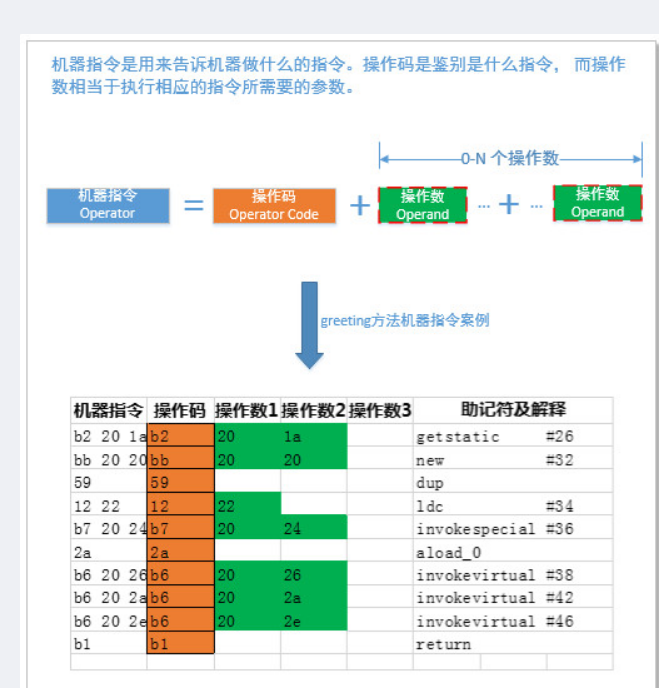 机器指令是用来告诉机器做什么的指令。操作码是鉴别是什么指令， 而操作
数相当于执行相应的指令所需要的参数。
0-N 个操作数
机器指令 操作码 操作数 操作数
Operator = Operator Code + Operand ... + ... Operand
greeting方法机器指令案例
机器指令 操作码 操作数1 操作数2 操作数3 助记符及解释
b2 20 1a b2 20 1a getstatic #26
bb 20 20 bb 20 20 new #32
59 59 dup
12 22 12 22 ldc #34
b7 20 24 b7 20 24 invokespecial #36
2a 2a aload_0
b6 20 26 b6 20 26 invokevirtual #38
b6 20 2a b6 20 2a invokevirtual #42
b6 20 2e b6 20 2e invokevirtual #46
b1 b1 return